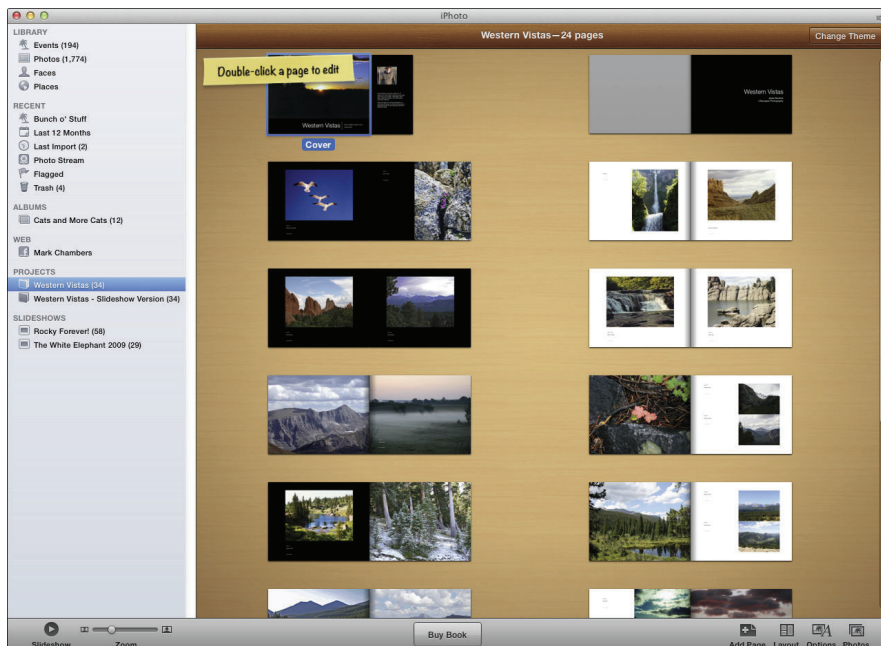 iPhoto
LIBRARY
Events (194)
Photos (1,774)
Faces
Places
RECENT
Bunch o' Stuff
Last 12 Months
Last Import (2)
Photo Stream
Flagged
Trash (4)
ALBUMS
Cats and More Cats (12)
WEB
Mark Chambers
PROJECTS
Western Vistas (34)
Western Vistas - Slideshow Version (34)
SLIDESHOWS
Rocky Forever! (58)
The White Elephant 2009 (29)
Western Vistas—24 pages
Change Theme
Double-click a page to edit
Western Vistas
Cover
Western Vistas
Slideshow
Zoom
Buy Book
Add Page
Layout
Options
Photos